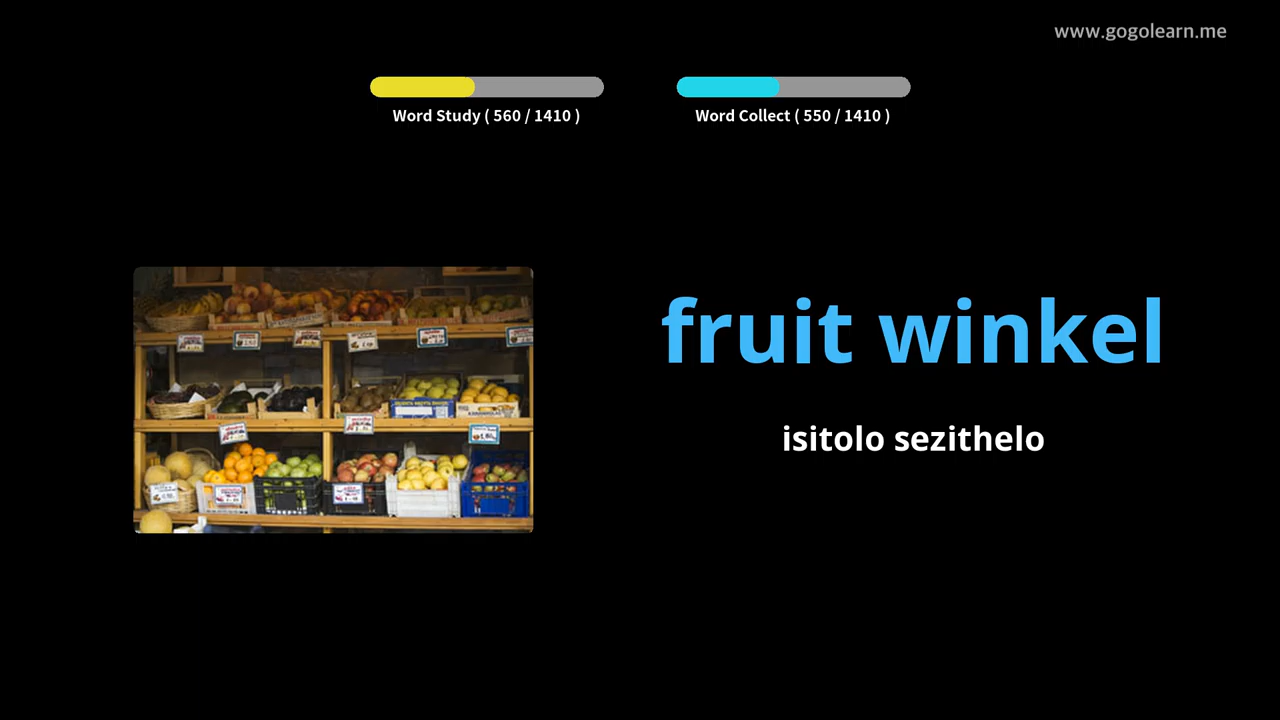 www.gogolearn.me
Word Study ( 560 / 1410 )
Word Collect ( 550 / 1410 )
fruit winkel
isitolo sezithelo